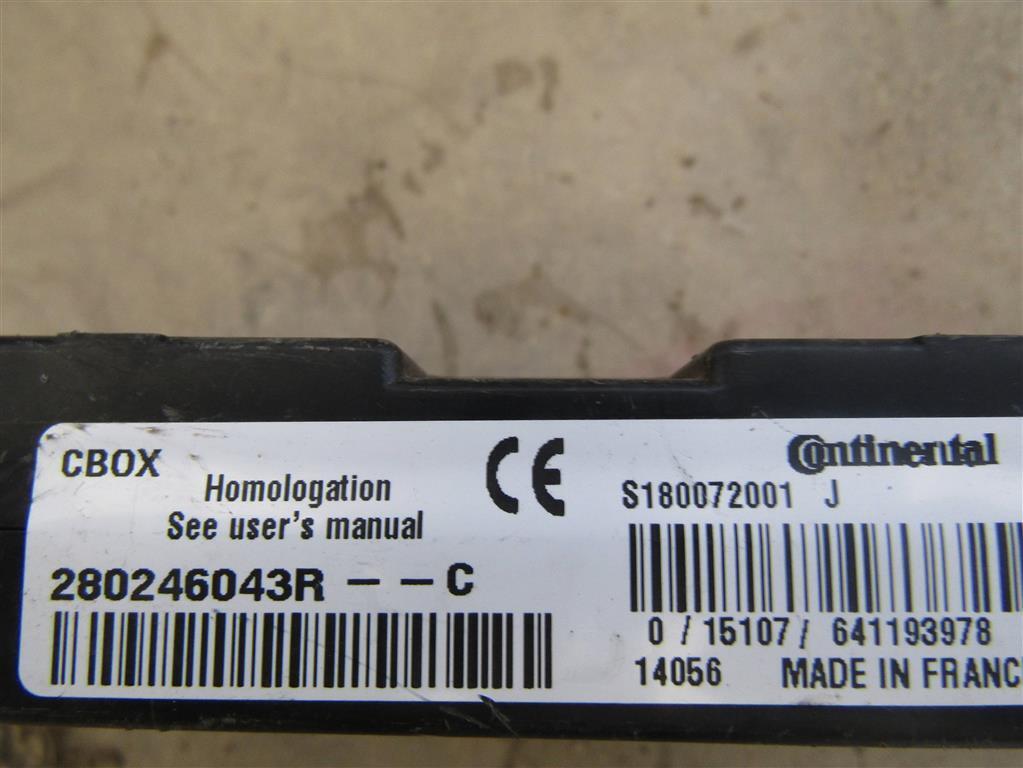 CBOX
Homologation
See user's manual
280246043R – – C
CE
Continental
S180072001 J
0 / 15107 / 641193978
14056 MADE IN FRANC